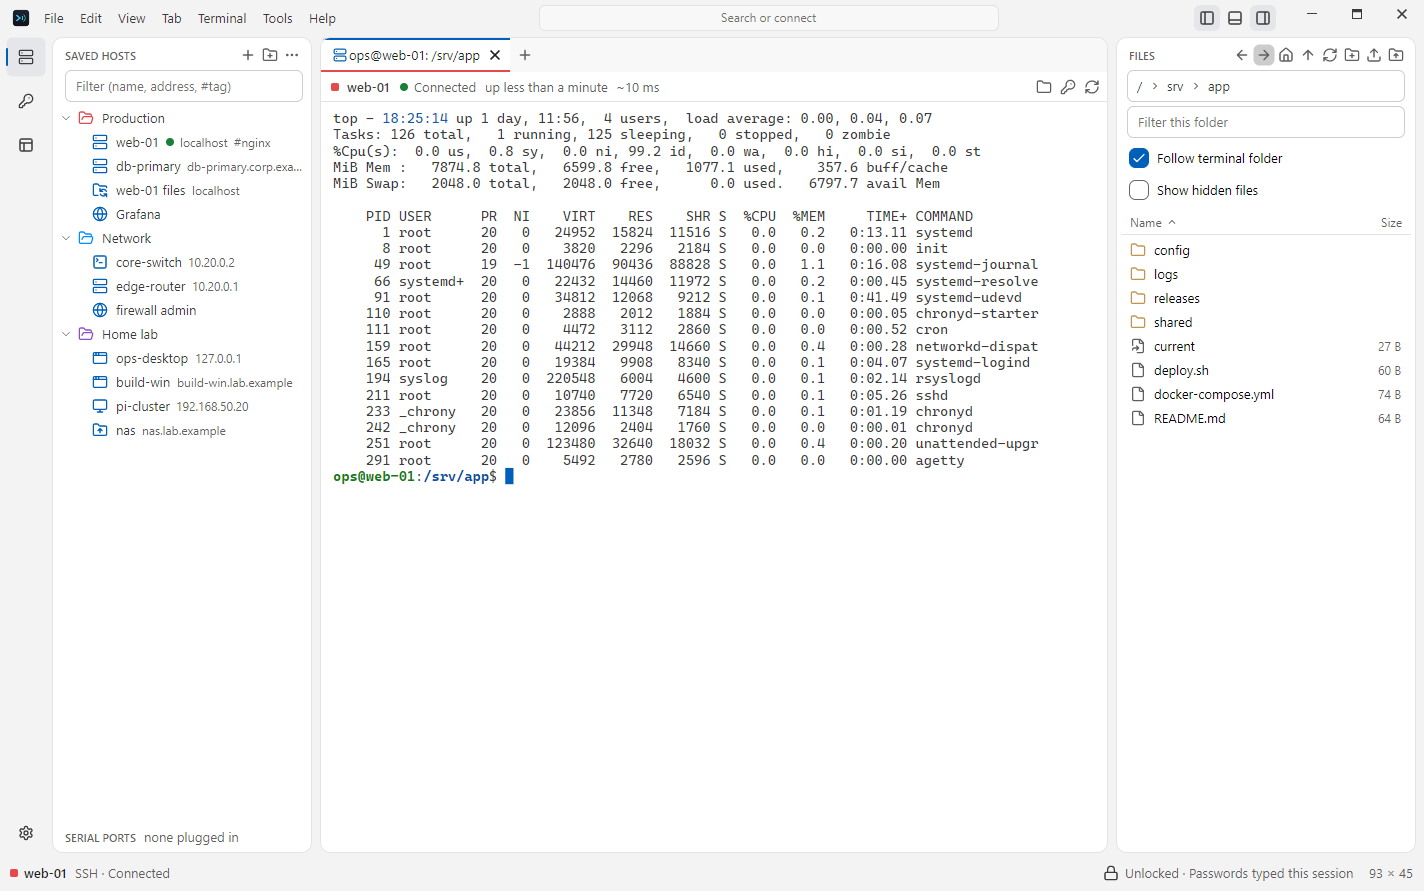 File Edit View Tab Terminal Tools Help
Search or connect
SAVED HOSTS
Filter (name, address, #tag)
Production
web-01 localhost #nginx
db-primary db-primary.corp.exa...
web-01 files localhost
Grafana
Network
core-switch 10.20.0.2
edge-router 10.20.0.1
firewall admin
Home lab
ops-desktop 127.0.0.1
build-win build-win.lab.example
pi-cluster 192.168.50.20
nas nas.lab.example
SERIAL PORTS none plugged in
ops@web-01: /srv/app
web-01 Connected up less than a minute ~10 ms
top - 18:25:14 up 1 day, 11:56,  4 users,  load average: 0.00, 0.04, 0.07
Tasks: 126 total,   1 running, 125 sleeping,   0 stopped,   0 zombie
%Cpu(s):  0.0 us,  0.8 sy,  0.0 ni, 99.2 id,  0.0 wa,  0.0 hi,  0.0 si,  0.0 st
MiB Mem :   7874.8 total,   6599.8 free,   1077.1 used,    357.6 buff/cache
MiB Swap:   2048.0 total,   2048.0 free,      0.0 used.   6797.7 avail Mem
PID USER      PR  NI    VIRT    RES    SHR S  %CPU  %MEM     TIME+ COMMAND
1 root      20   0   24952  15824  11516 S   0.0   0.2   0:13.11 systemd
8 root      20   0    3820   2296   2184 S   0.0   0.0   0:00.00 init
49 root      19  -1  140476  90436  88828 S   0.0   1.1   0:16.08 systemd-journal
66 systemd+  20   0   22432  14460  11972 S   0.0   0.2   0:00.45 systemd-resolve
91 root      20   0   34812  12068   9212 S   0.0   0.1   0:41.49 systemd-udevd
110 root      20   0    2888   2012   1884 S   0.0   0.0   0:00.05 chronyd-starter
111 root      20   0    4472   3112   2860 S   0.0   0.0   0:00.52 cron
159 root      20   0   44212  29948  14660 S   0.0   0.4   0:00.28 networkd-dispat
165 root      20   0   19384   9908   8340 S   0.0   0.1   0:04.07 systemd-logind
194 syslog    20   0  220548   6004   4600 S   0.0   0.1   0:02.14 rsyslogd
211 root      20   0   10740   7720   6540 S   0.0   0.1   0:05.26 sshd
233 _chrony   20   0   23856  11348   7184 S   0.0   0.1   0:01.19 chronyd
242 _chrony   20   0   12096   2404   1760 S   0.0   0.0   0:00.01 chronyd
251 root      20   0  123480  32640  18032 S   0.0   0.4   0:00.20 unattended-upgr
291 root      20   0    5492   2780   2596 S   0.0   0.0   0:00.00 agetty
ops@web-01:/srv/app$
FILES
/ > srv > app
Filter this folder
Follow terminal folder
Show hidden files
Name Size
config
logs
releases
shared
current 27 B
deploy.sh 60 B
docker-compose.yml 74 B
README.md 64 B
web-01 SSH · Connected
Unlocked · Passwords typed this session 93 × 45